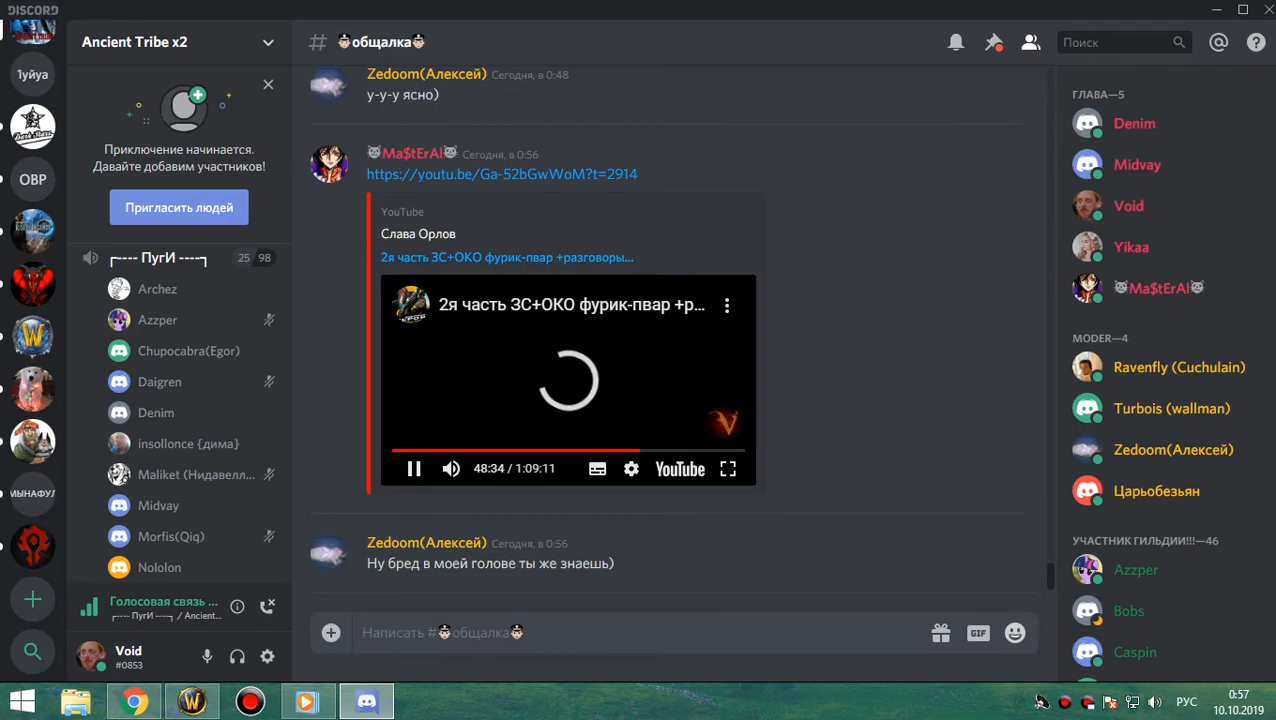 DISCORD
1уйуа
Dark Stars
ОВР
МЫНАФУЛ
Ancient Tribe x2
Приключение начинается.
Давайте добавим участников!
Пригласить людей
┌---- ПугИ ----┐ 25 98
Archez
Azzper
Chupocabra(Egor)
Daigren
Denim
insollonce {дима}
Maliket (Нидавелл...
Midvay
Morfis(Qiq)
Nololon
Голосовая связь ...
┌---- ПугИ ----┐ / Ancient...
Void
#0853
# общалка
Поиск
Zedoom(Алексей) Сегодня, в 0:48
у-у-у ясно)
Ma$tErAl Сегодня, в 0:56
https://youtu.be/Ga-52bGwWoM?t=2914
YouTube
Слава Орлов
2я часть ЗС+ОКО фурик-пвар +разговоры...
2я часть ЗС+ОКО фурик-пвар +р...
48:34 / 1:09:11 YouTube
Zedoom(Алексей) Сегодня, в 0:56
Ну бред в моей голове ты же знаешь)
Написать #общалка
GIF
ГЛАВА—5
Denim
Midvay
Void
Yikaa
Ma$tErAl
MODER—4
Ravenfly (Cuchulain)
Turbois (wallman)
Zedoom(Алексей)
Царьобезьян
УЧАСТНИК ГИЛЬДИИ!!!—46
Azzper
Bobs
Caspin
РУС
0:57
10.10.2019